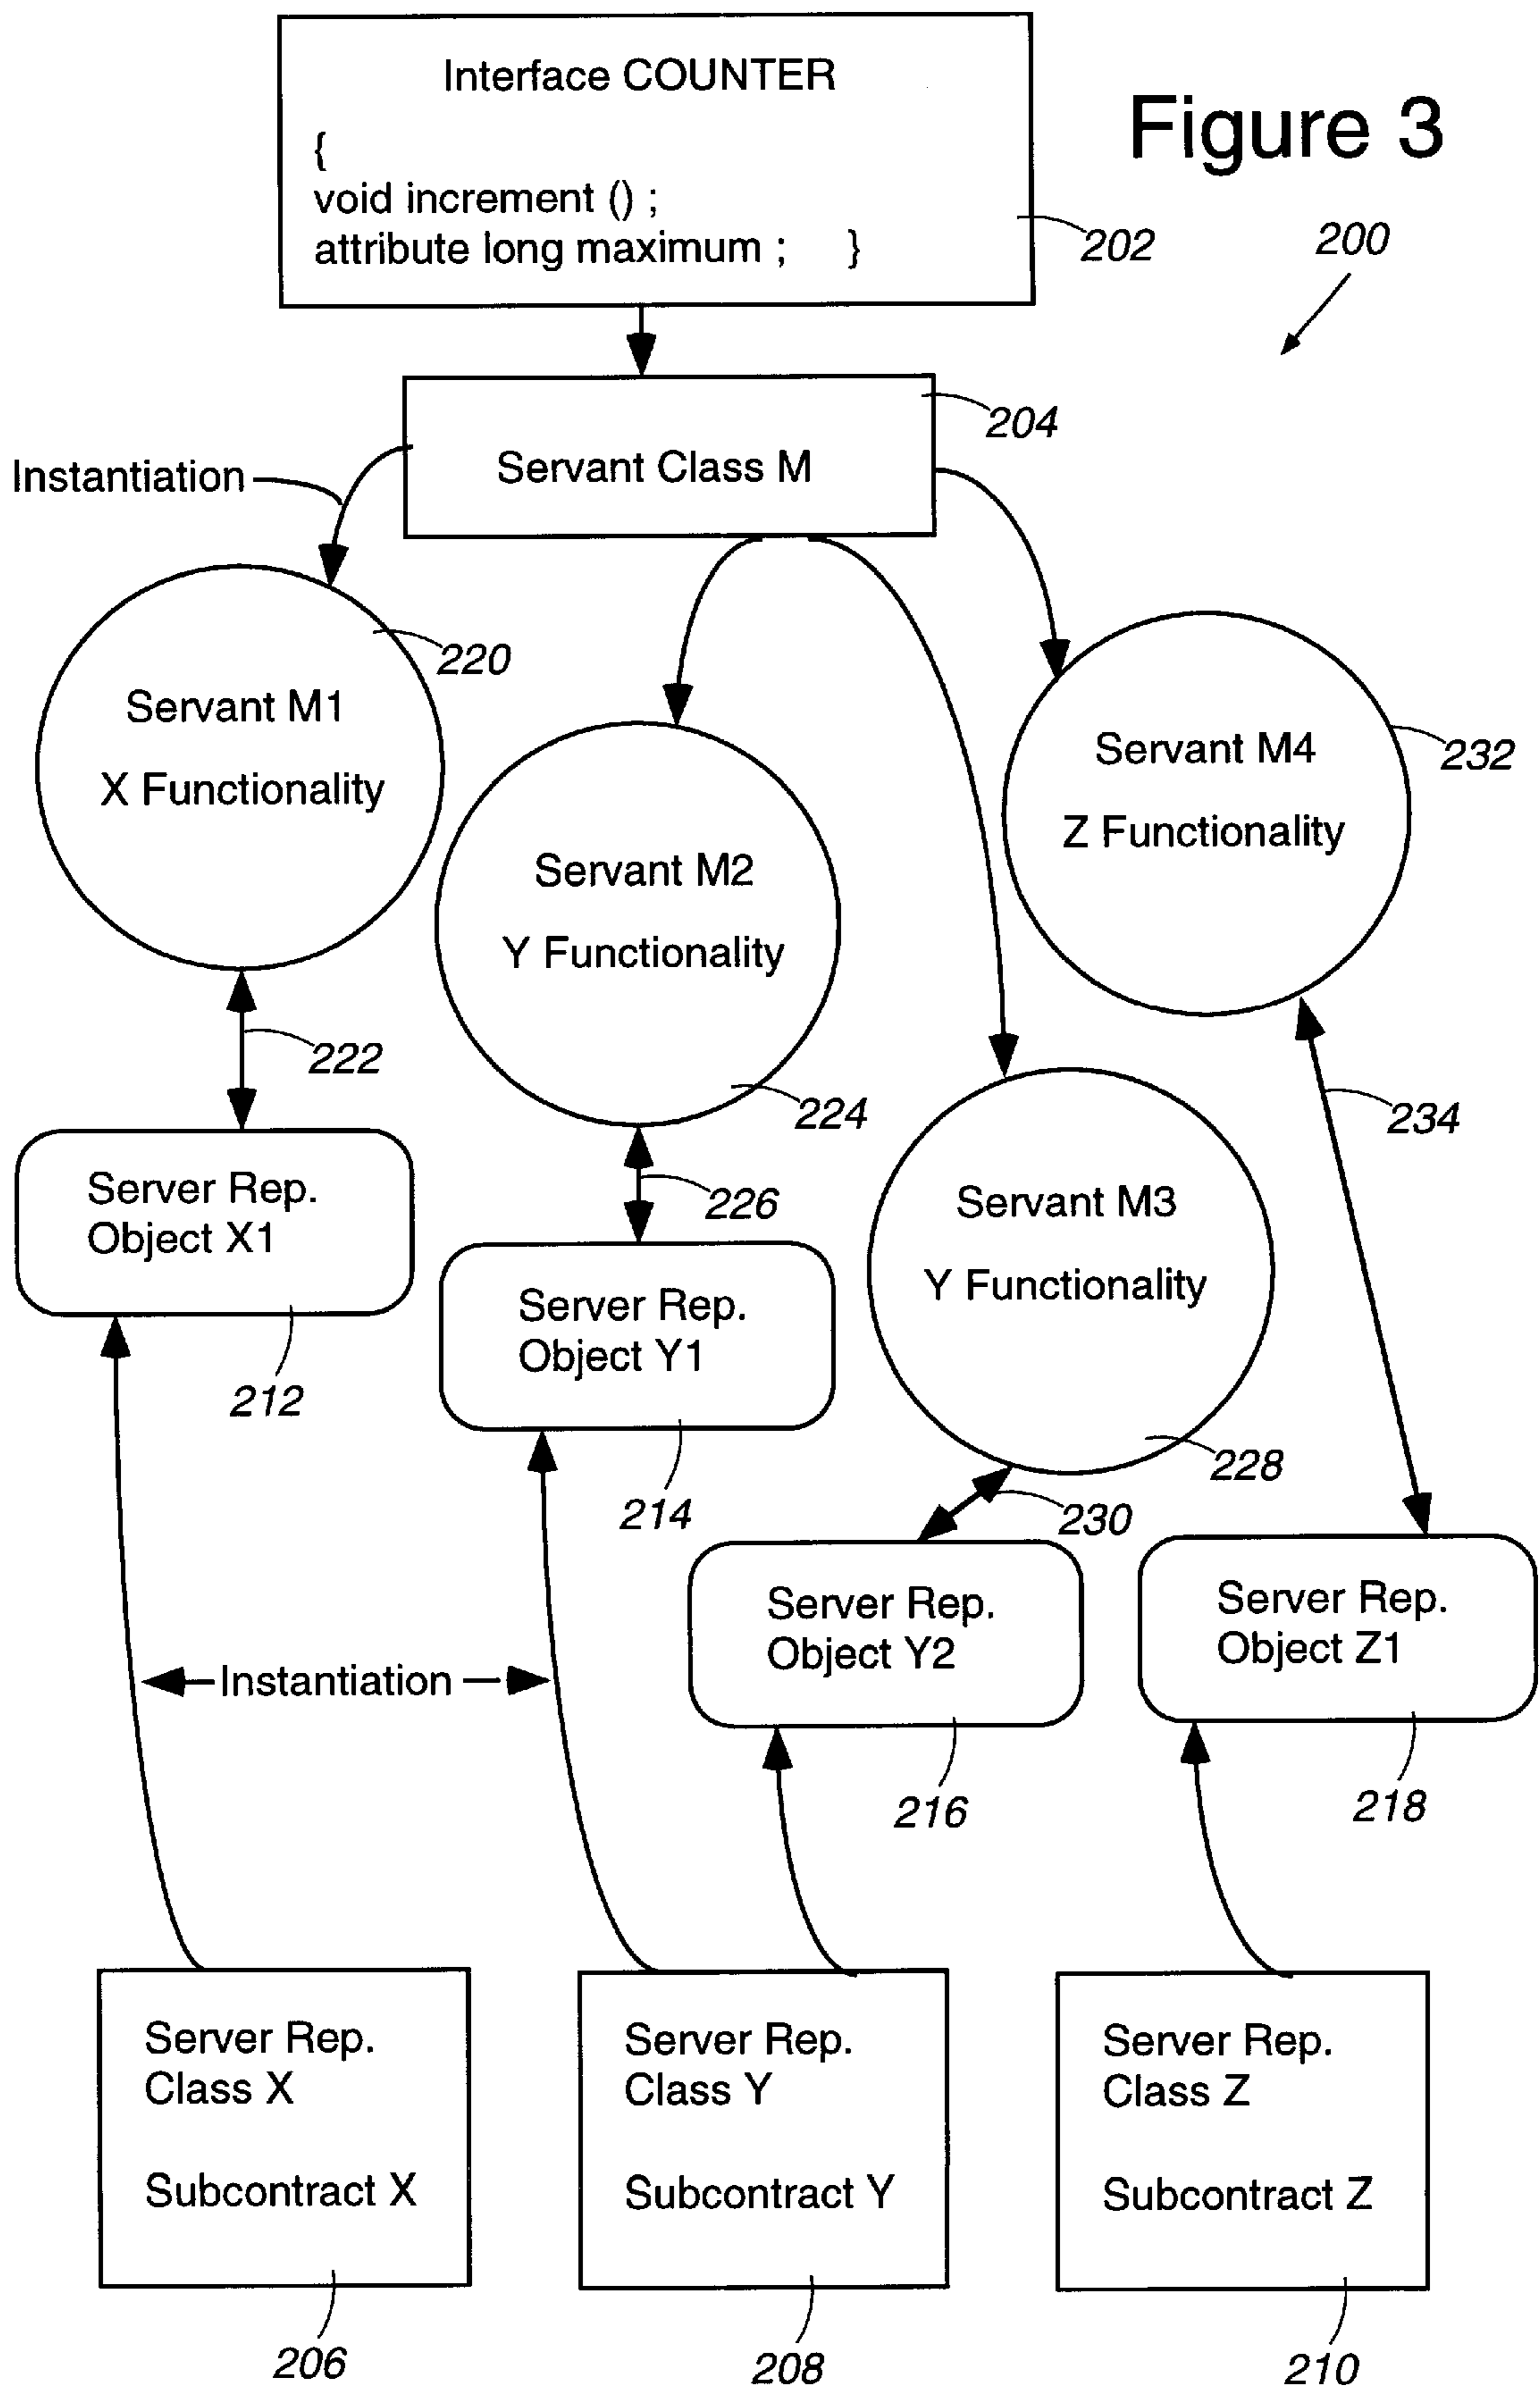 Interface COUNTER
{
void increment () ;
attribute long maximum ; }
Figure 3
202
200
204
Servant Class M
Instantiation
220
Servant M1
X Functionality
Servant M2
Y Functionality
Servant M4
Z Functionality
232
222
224
234
Server Rep.
Object X1
226
Servant M3
Y Functionality
212
Server Rep.
Object Y1
228
214
230
Server Rep.
Object Y2
Server Rep.
Object Z1
Instantiation
216
218
Server Rep.
Class X
Subcontract X
Server Rep.
Class Y
Subcontract Y
Server Rep.
Class Z
Subcontract Z
206
208
210